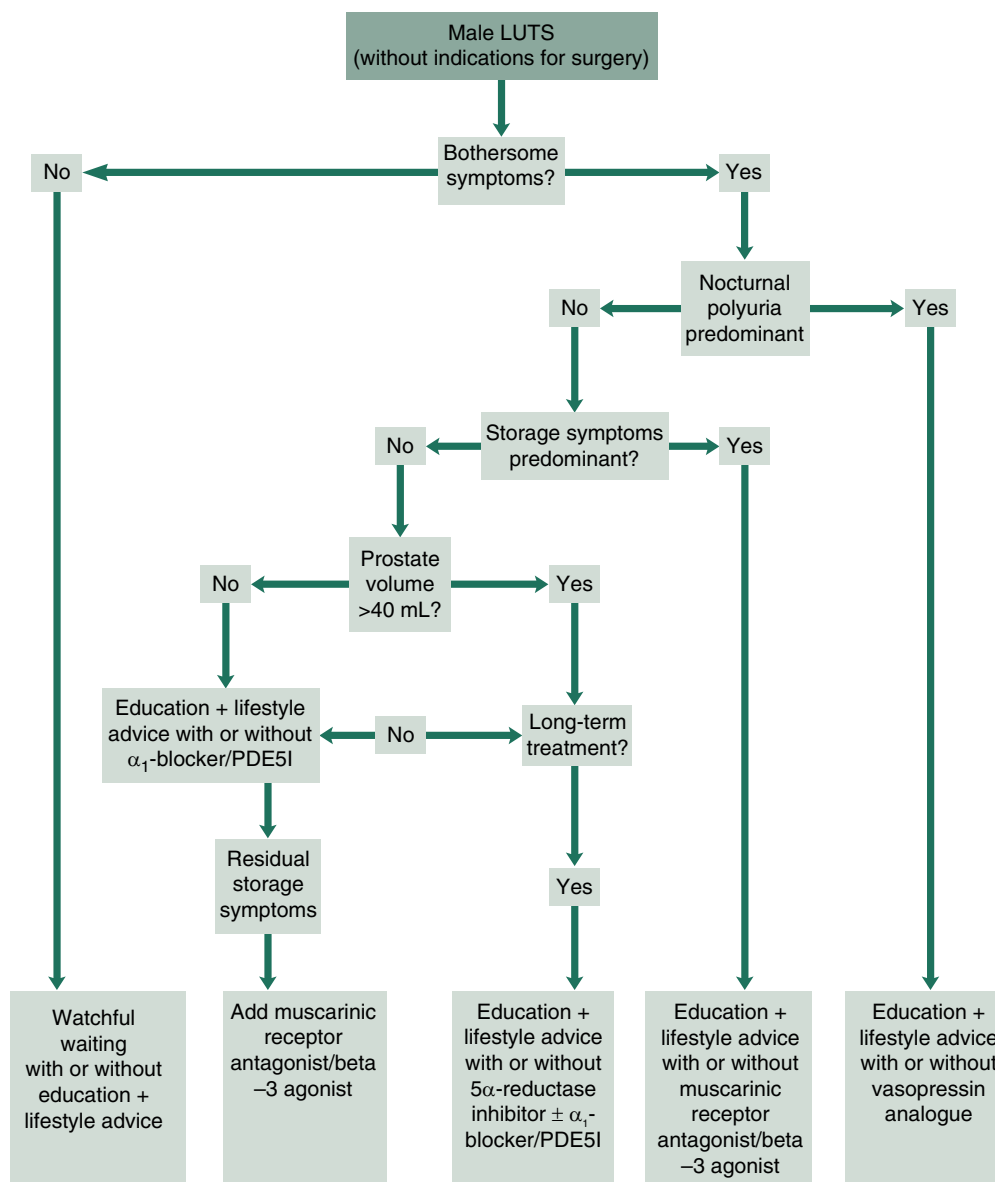 Male LUTS
(without indications for surgery)
Bothersome
symptoms?
No
Yes
Nocturnal
polyuria
predominant
No
Yes
Storage symptoms
predominant?
No
Yes
Prostate
volume
>40 mL?
No
Yes
Education + lifestyle
advice with or without
α₁-blocker/PDE5I
No
Long-term
treatment?
Residual
storage
symptoms
Yes
Watchful
waiting
with or without
education +
lifestyle advice
Add muscarinic
receptor
antagonist/beta
–3 agonist
Education +
lifestyle advice
with or without
5α-reductase
inhibitor ± α₁-
blocker/PDE5I
Education +
lifestyle advice
with or without
muscarinic
receptor
antagonist/beta
–3 agonist
Education +
lifestyle advice
with or without
vasopressin
analogue